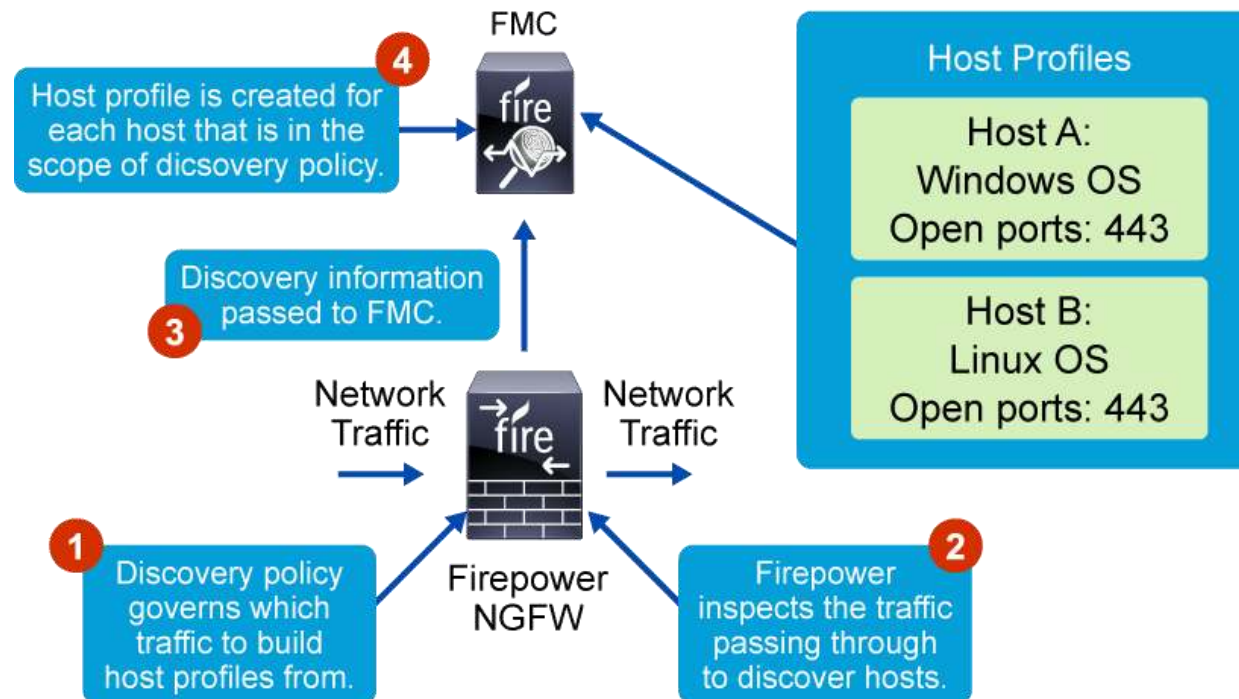 FMC
4
Host profile is created for
each host that is in the
scope of dicsovery policy.
fire
Host Profiles
Host A:
Windows OS
Open ports: 443
Host B:
Linux OS
Open ports: 443
Discovery information
passed to FMC.
3
Network
Traffic
fire
Network
Traffic
1
Discovery policy
governs which
traffic to build
host profiles from.
Firepower
NGFW
2
Firepower
inspects the traffic
passing through
to discover hosts.